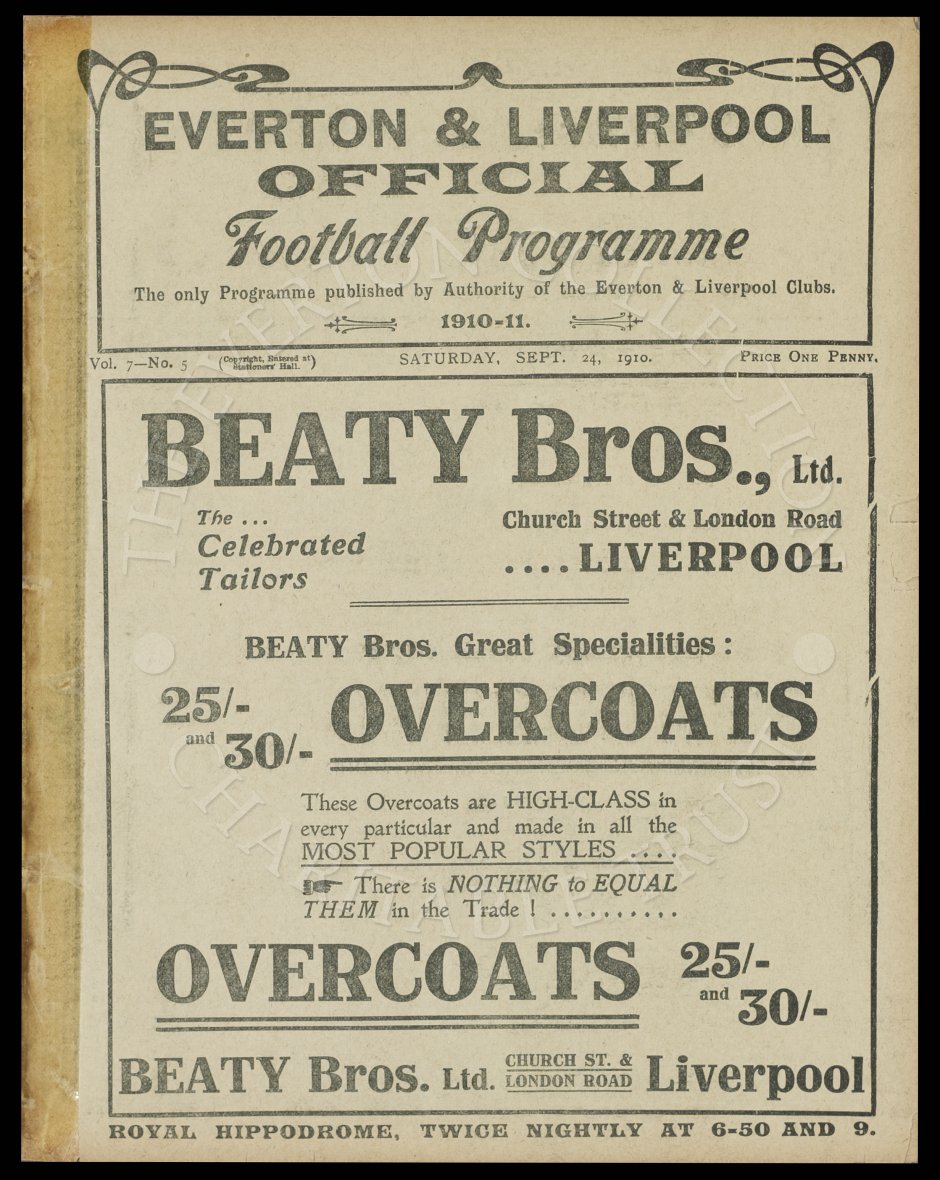 EVERTON & LIVERPOOL
OFFICIAL
Football Programme
The only Programme published by Authority of the Everton & Liverpool Clubs.
1910-11.
Vol. 7—No. 5 (Copyright, Entered at Stationers' Hall.) SATURDAY, SEPT. 24, 1910. PRICE ONE PENNY.
BEATY Bros., Ltd.
The ...
Celebrated
Tailors
Church Street & London Road
....LIVERPOOL
BEATY Bros. Great Specialities:
25/-
and 30/-
OVERCOATS
These Overcoats are HIGH-CLASS in
every particular and made in all the
MOST POPULAR STYLES ....
☛ There is NOTHING to EQUAL
THEM in the Trade! ..........
OVERCOATS
25/-
and 30/-
BEATY Bros. Ltd. CHURCH ST. & LONDON ROAD Liverpool
ROYAL HIPPODROME, TWICE NIGHTLY AT 6-50 AND 9.
THE EVERTON COLLECTION
CHARITABLE TRUST